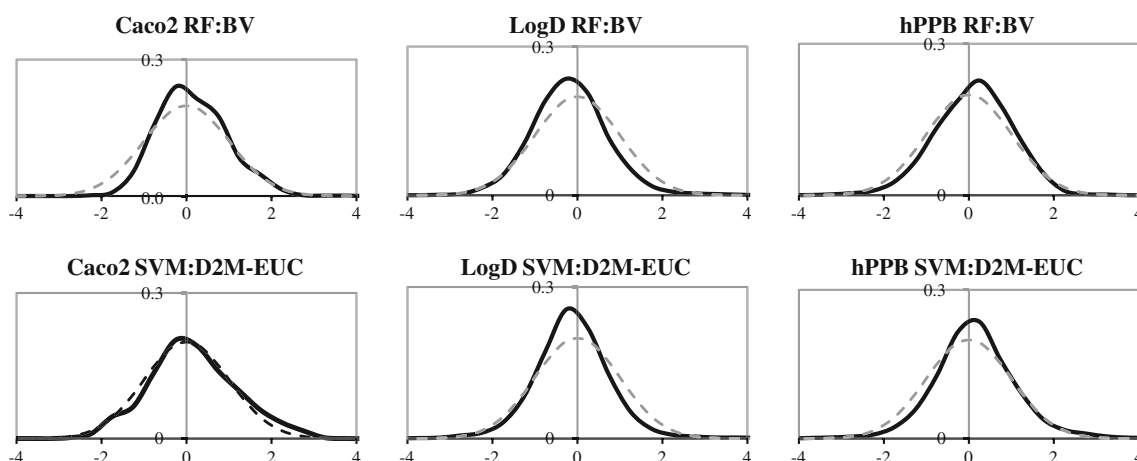 Caco2 RF:BV LogD RF:BV hPPB RF:BV
0.3 0.3 0.3
0.0 0 0
-4 -2 0 2 4 -4 -2 0 2 4 -4 -2 0 2 4
Caco2 SVM:D2M-EUC LogD SVM:D2M-EUC hPPB SVM:D2M-EUC
0.3 0.3 0.3
0 0 0
-4 -2 0 2 4 -4 -2 0 2 4 -4 -2 0 2 4